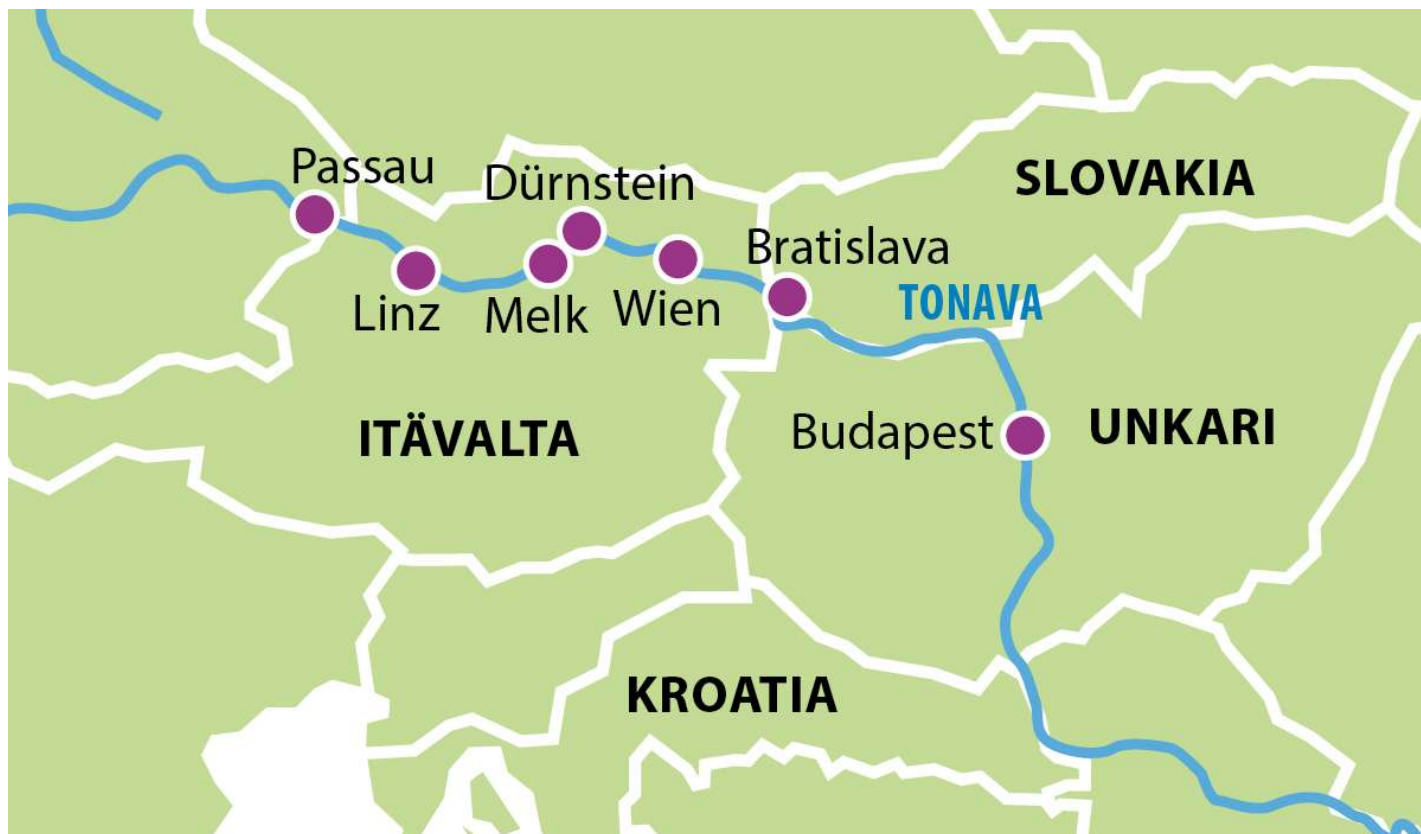 Passau
Dürnstein
SLOVAKIA
Bratislava
Linz
Melk
Wien
TONAVA
ITÄVALTA
Budapest
UNKARI
KROATIA